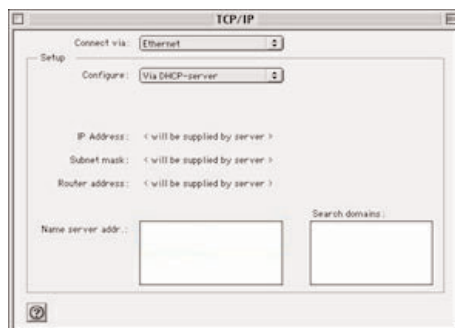 TCP/IP
Connect via: Ethernet
Setup
Configure: Via DHCP-server
IP Address: < will be supplied by server >
Subnet mask: < will be supplied by server >
Router address: < will be supplied by server >
Search domains:
Name server addr.:
?